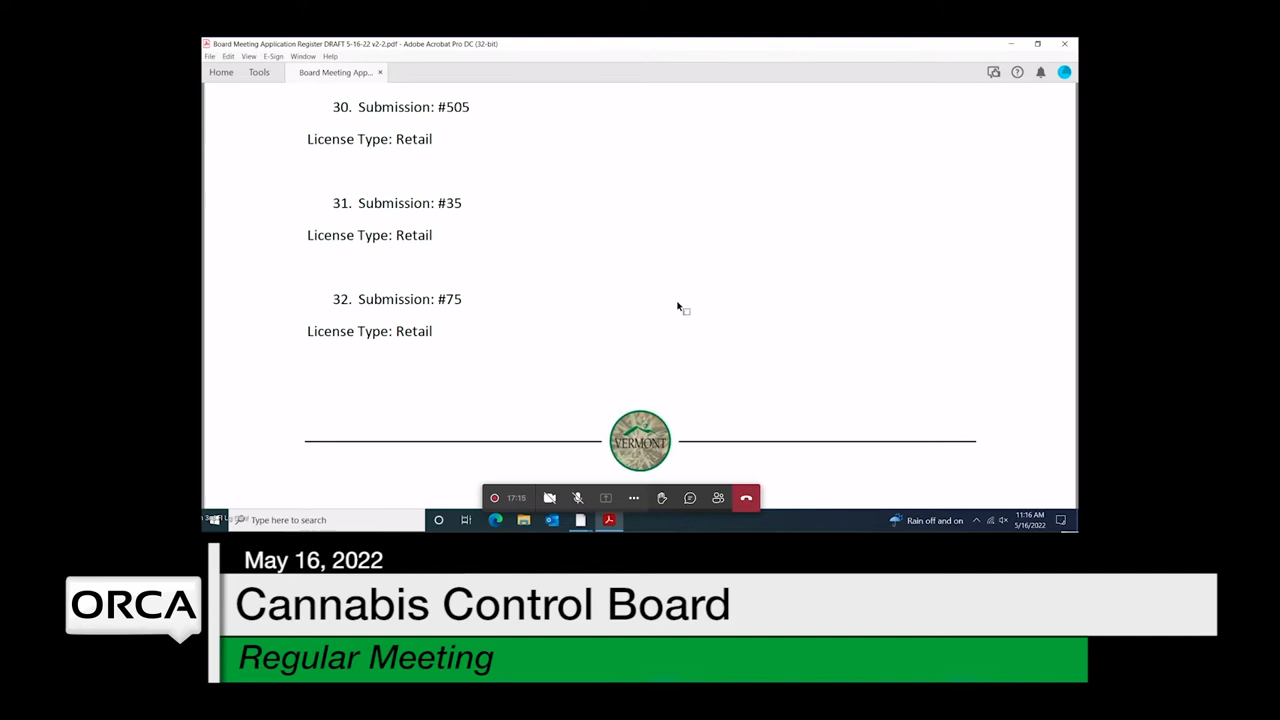 Board Meeting Application Register DRAFT 5-16-22 v2-2.pdf - Adobe Acrobat Pro DC (32-bit)
File Edit View E-Sign Window Help
Home Tools Board Meeting App... ×
30. Submission: #505
License Type: Retail
31. Submission: #35
License Type: Retail
32. Submission: #75
License Type: Retail
VERMONT
17:15
Type here to search
Rain off and on
11:16 AM
5/16/2022
May 16, 2022
ORCA
Cannabis Control Board
Regular Meeting